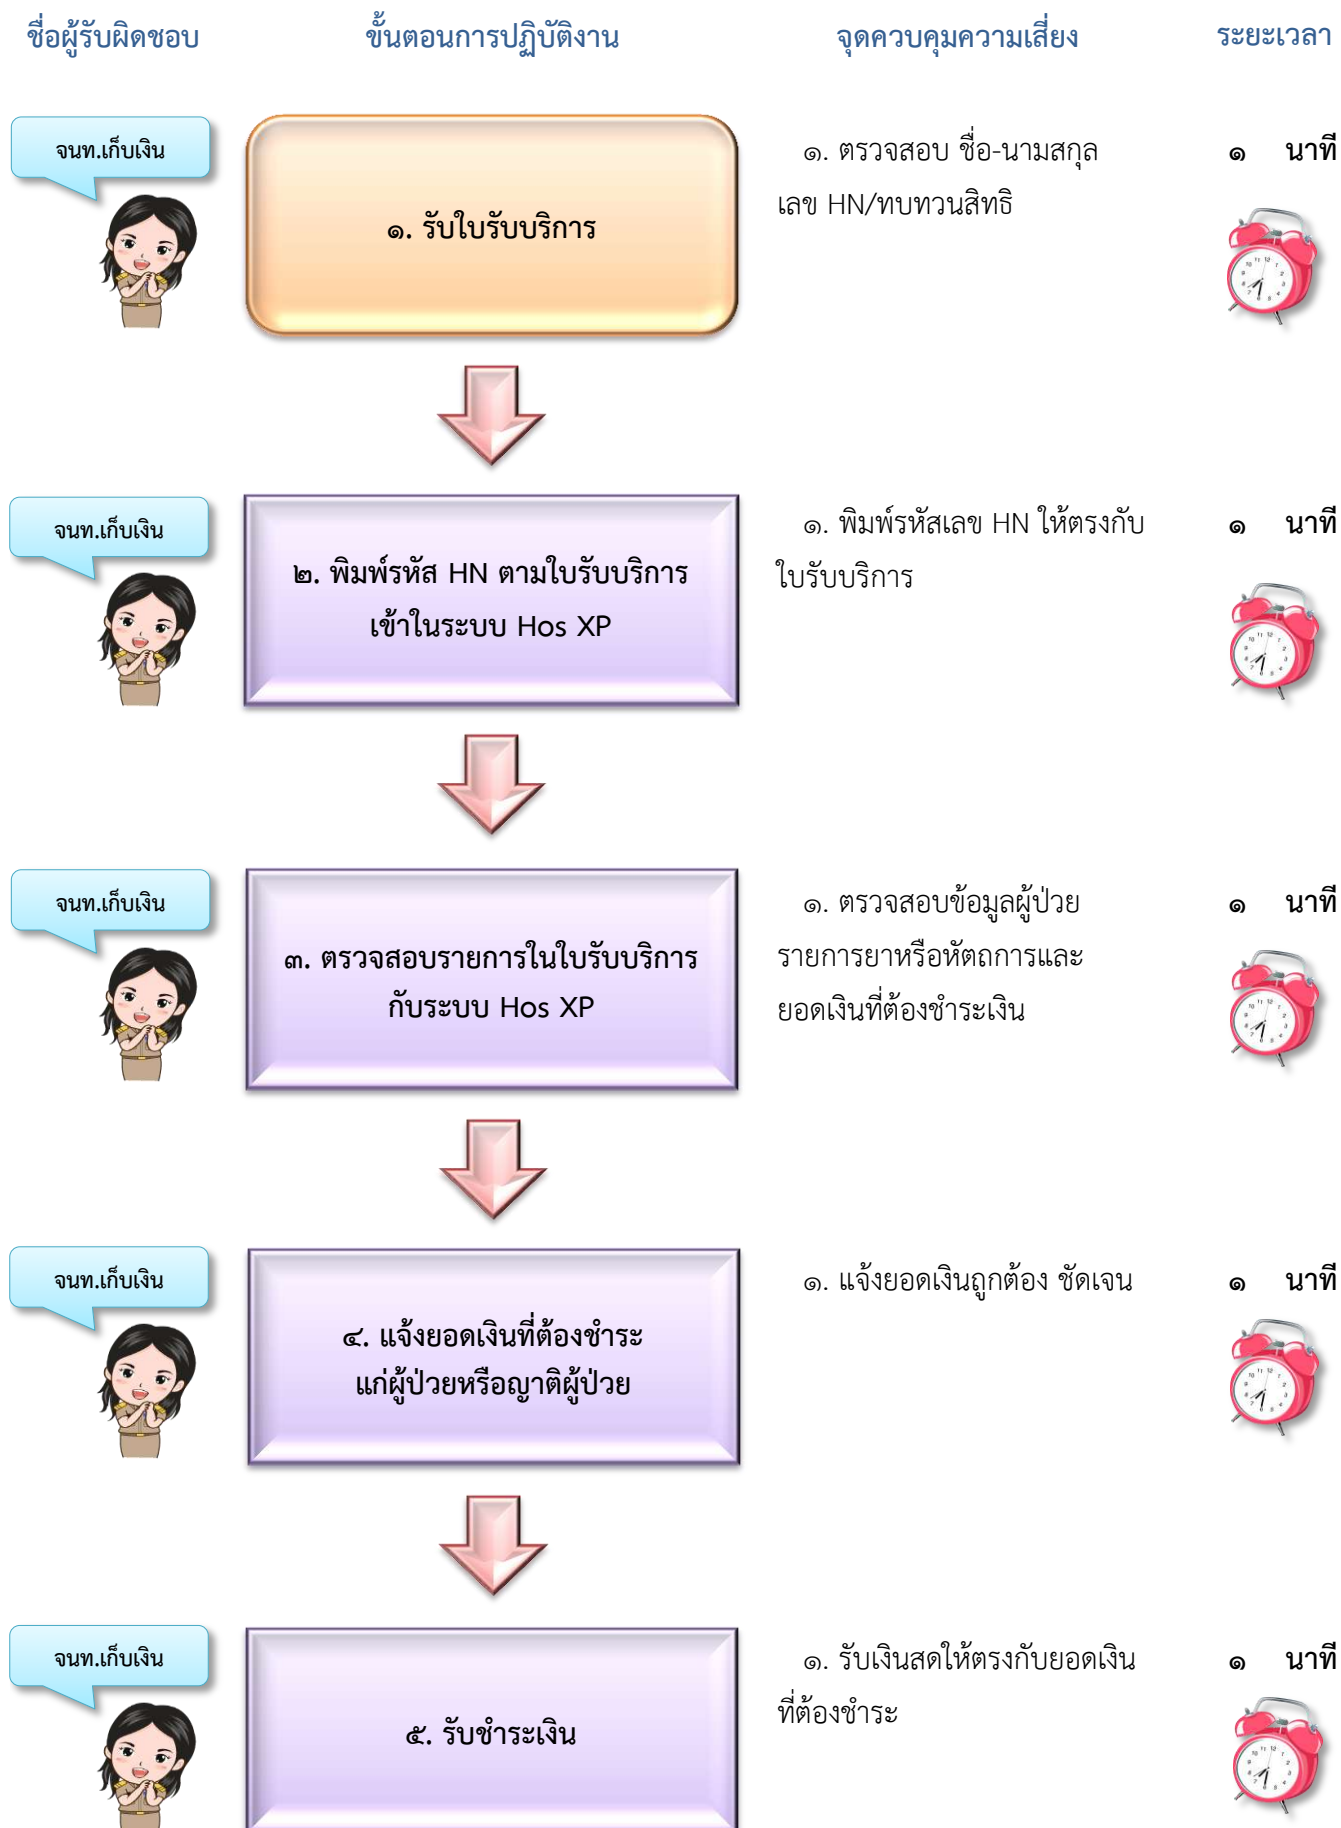 ชื่อผู้รับผิดชอบ ขั้นตอนการปฏิบัติงาน จุดควบคุมความเสี่ยง ระยะเวลา
จนท.เก็บเงิน
๑. รับใบรับบริการ
๑. ตรวจสอบ ชื่อ-นามสกุล
เลข HN/ทบทวนสิทธิ
๑ นาที
จนท.เก็บเงิน
๒. พิมพ์รหัส HN ตามใบรับบริการ
เข้าในระบบ Hos XP
๑. พิมพ์รหัสเลข HN ให้ตรงกับ
ใบรับบริการ
๑ นาที
จนท.เก็บเงิน
๓. ตรวจสอบรายการในใบรับบริการ
กับระบบ Hos XP
๑. ตรวจสอบข้อมูลผู้ป่วย
รายการยาหรือหัตถการและ
ยอดเงินที่ต้องชำระเงิน
๑ นาที
จนท.เก็บเงิน
๔. แจ้งยอดเงินที่ต้องชำระ
แก่ผู้ป่วยหรือญาติผู้ป่วย
๑. แจ้งยอดเงินถูกต้อง ชัดเจน
๑ นาที
จนท.เก็บเงิน
๕. รับชำระเงิน
๑. รับเงินสดให้ตรงกับยอดเงิน
ที่ต้องชำระ
๑ นาที